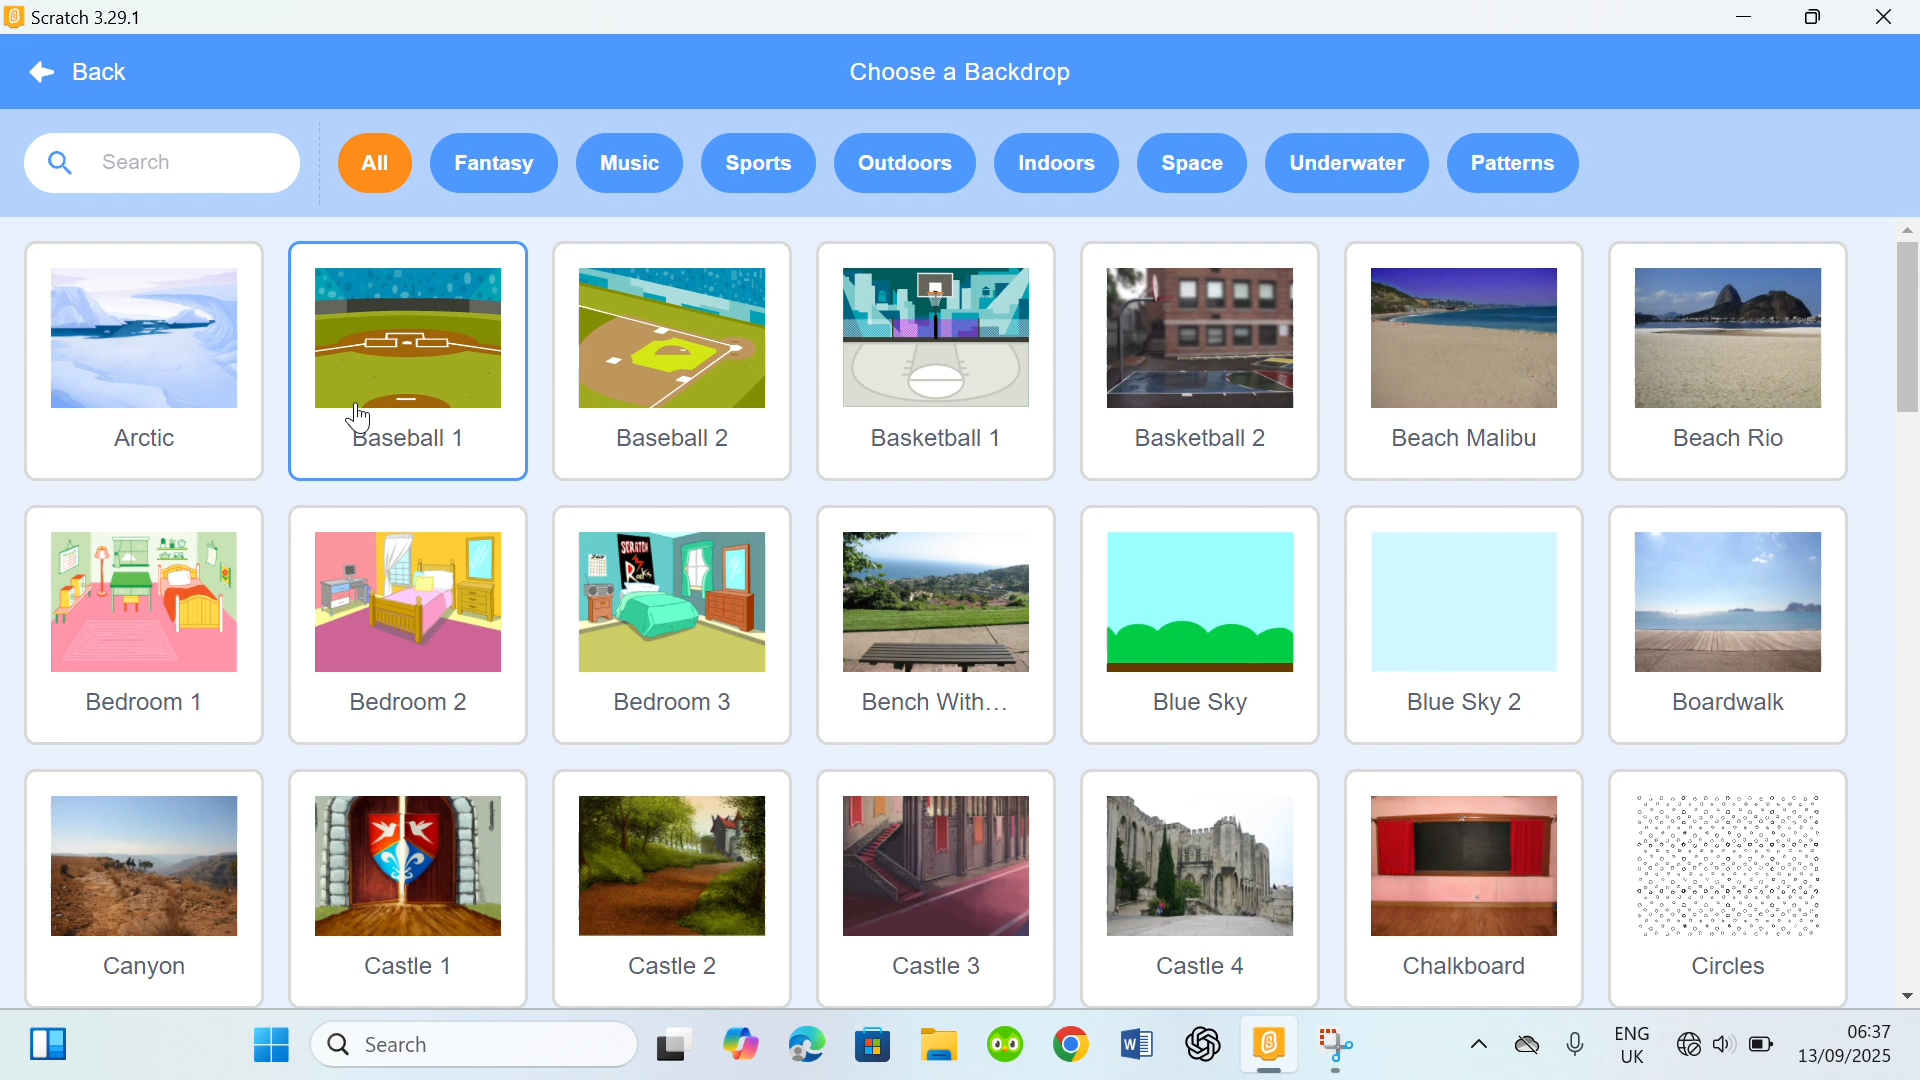 Scratch 3.29.1
Back
Choose a Backdrop
Search
All
Fantasy
Music
Sports
Outdoors
Indoors
Space
Underwater
Patterns
Arctic
Baseball 1
Baseball 2
Basketball 1
Basketball 2
Beach Malibu
Beach Rio
SCRATCH
Rocks
Bedroom 1
Bedroom 2
Bedroom 3
Bench With...
Blue Sky
Blue Sky 2
Boardwalk
Canyon
Castle 1
Castle 2
Castle 3
Castle 4
Chalkboard
Circles
Search
ENG
UK
06:37
13/09/2025